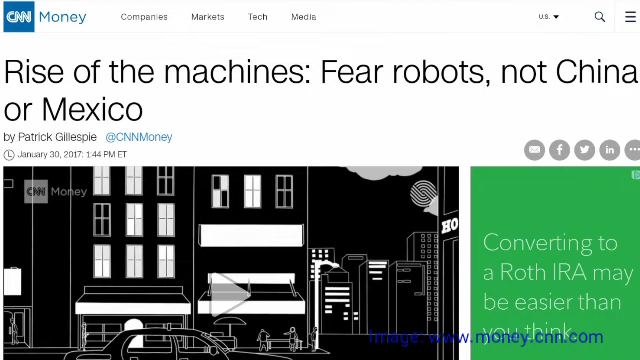 CNN Money
Companies Markets Tech Media
U.S.
Rise of the machines: Fear robots, not China
or Mexico
by Patrick Gillespie @CNNMoney
January 30, 2017: 1:44 PM ET
CNN Money
HO
Converting to
a Roth IRA may
be easier than
you think
Image: www.money.cnn.com